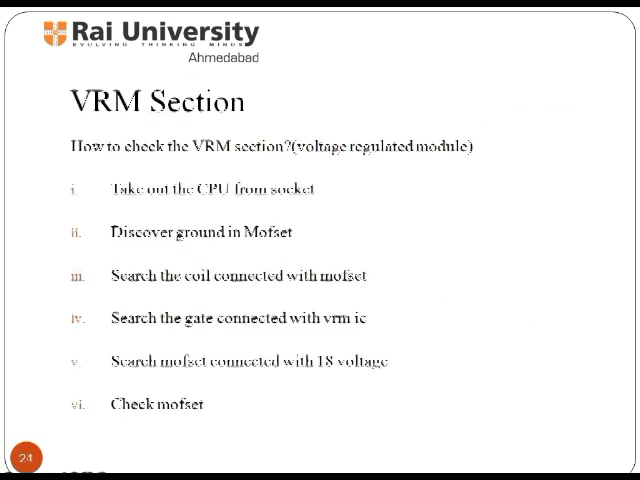 Rai University
EVOLVING THINKING MINDS
Ahmedabad
VRM Section
How to check the VRM section?(voltage regulated module)
i. Take out the CPU from socket
ii. Discover ground in Mofset
iii. Search the coil connected with mofset
iv. Search the gate connected with vrm ic
v. Search mofset connected with 18 voltage
vi. Check mofset
24